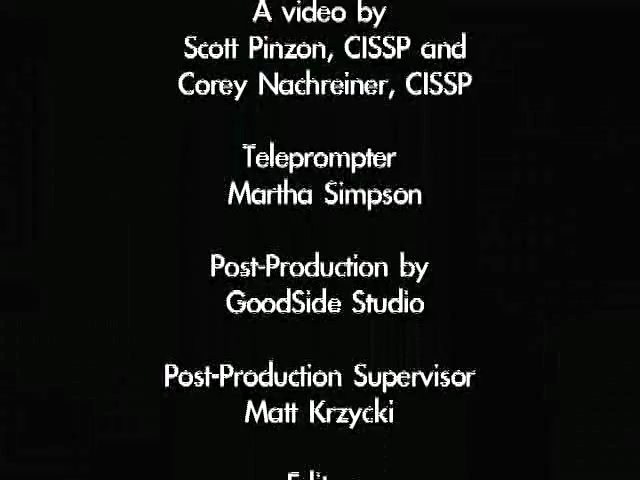 A video by
Scott Pinzon, CISSP and
Corey Nachreiner, CISSP
Teleprompter
Martha Simpson
Post-Production by
GoodSide Studio
Post-Production Supervisor
Matt Krzycki